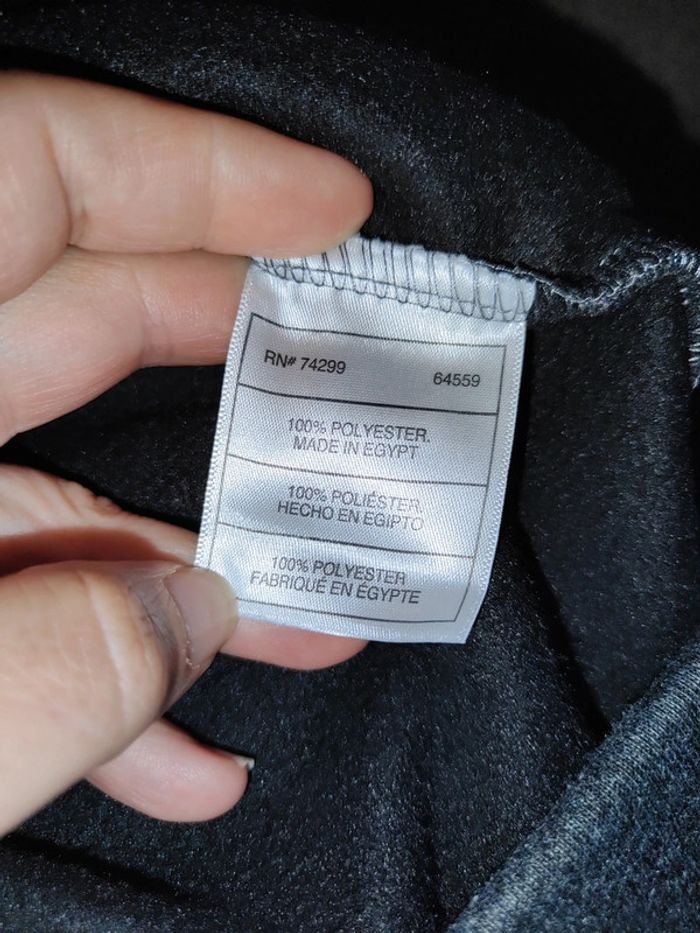 RN# 74299 64559
100% POLYESTER.
MADE IN EGYPT
100% POLIÉSTER.
HECHO EN EGIPTO
100% POLYESTER
FABRIQUÉ EN ÉGYPTE